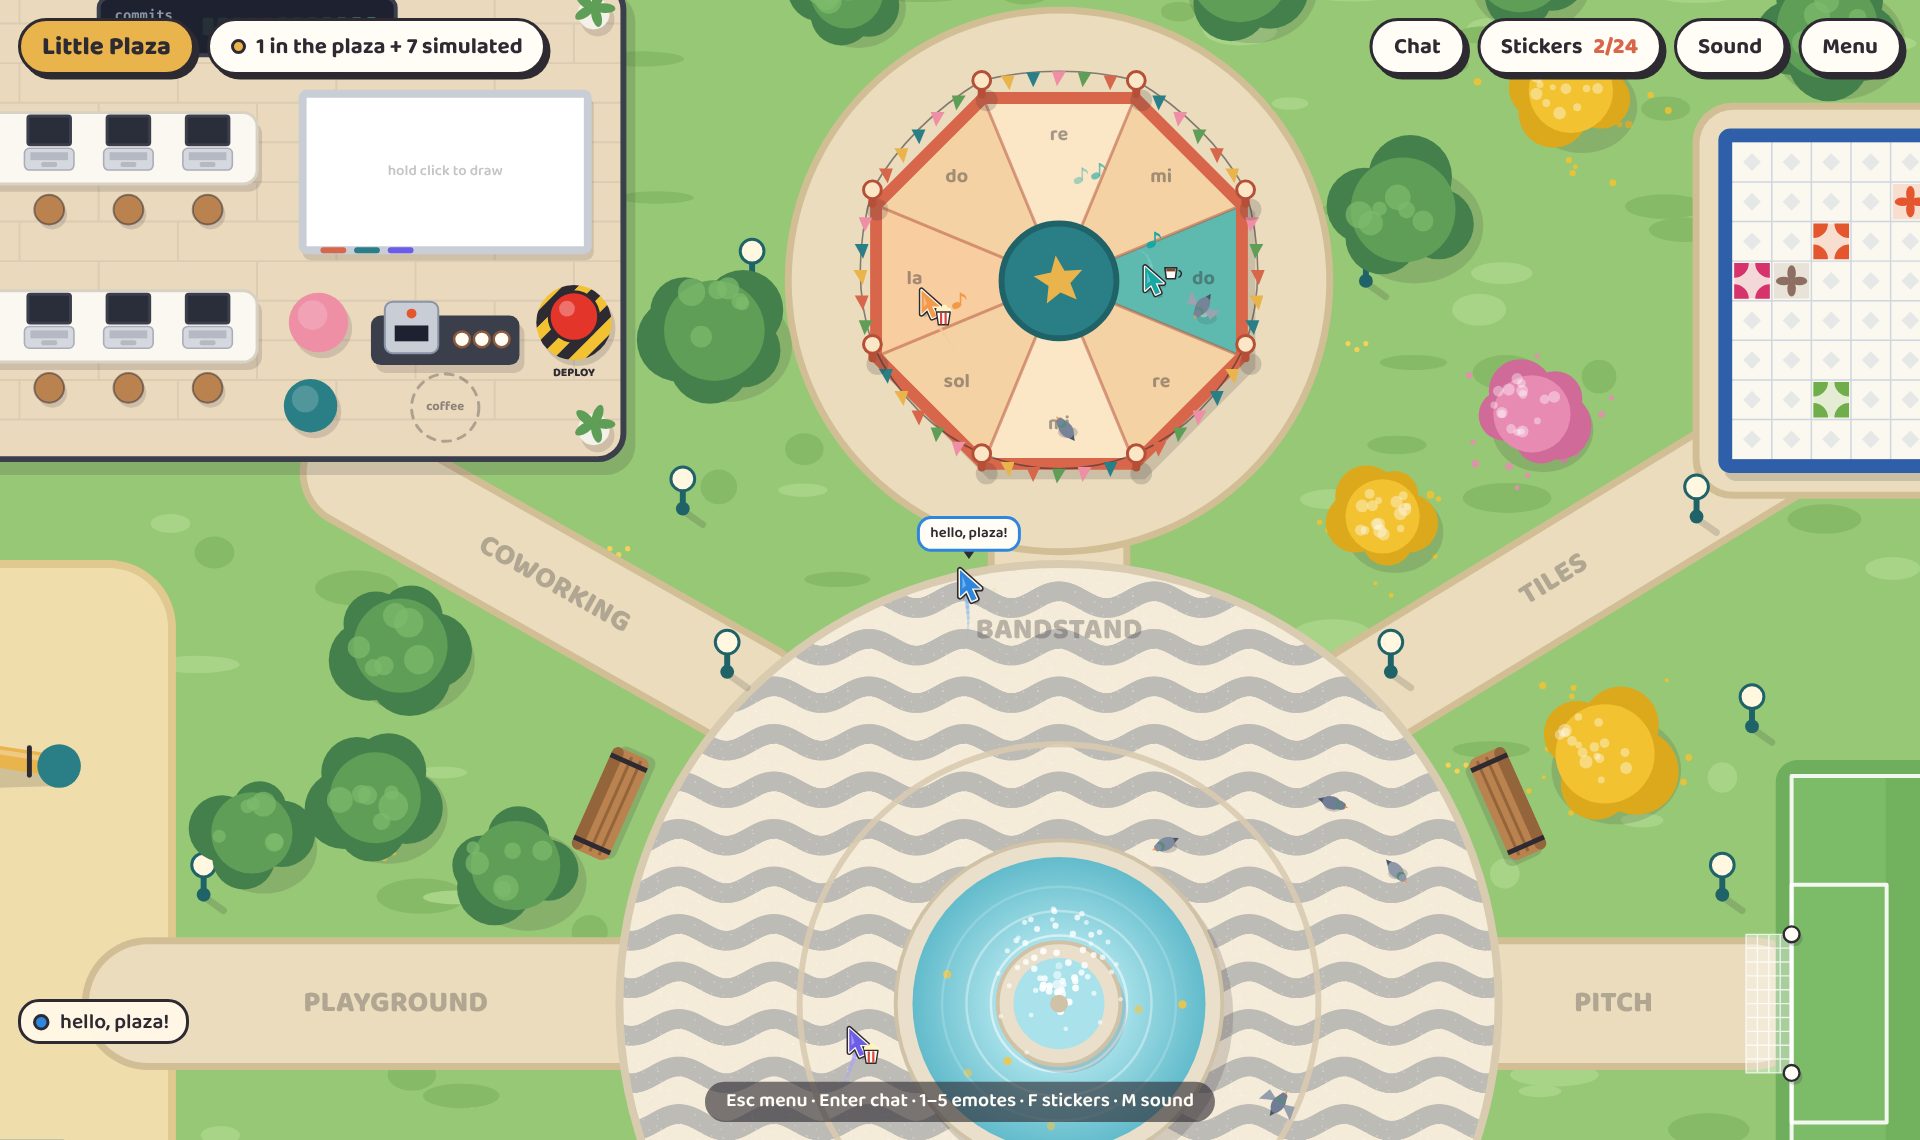 commits
Little Plaza
1 in the plaza + 7 simulated
Chat
Stickers 2/24
Sound
Menu
hold click to draw
re
do
mi
la
do
sol
re
mi
DEPLOY
coffee
hello, plaza!
COWORKING
TILES
BANDSTAND
PLAYGROUND
PITCH
hello, plaza!
Esc menu · Enter chat · 1–5 emotes · F stickers · M sound